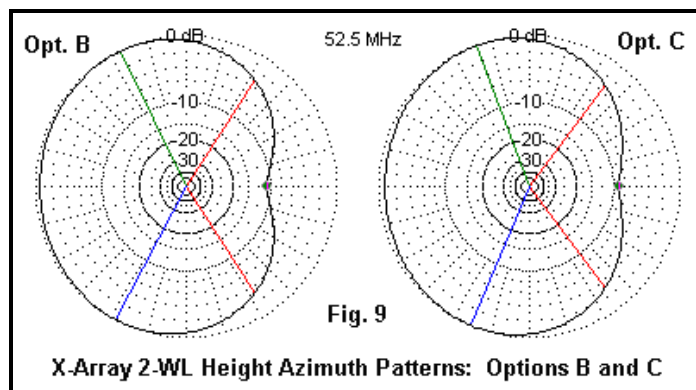 Opt. B
0 dB
52.5 MHz
0 dB
Opt. C
-10
-10
-20
-20
-30
-30
Fig. 9
X-Array 2-WL Height Azimuth Patterns: Options B and C